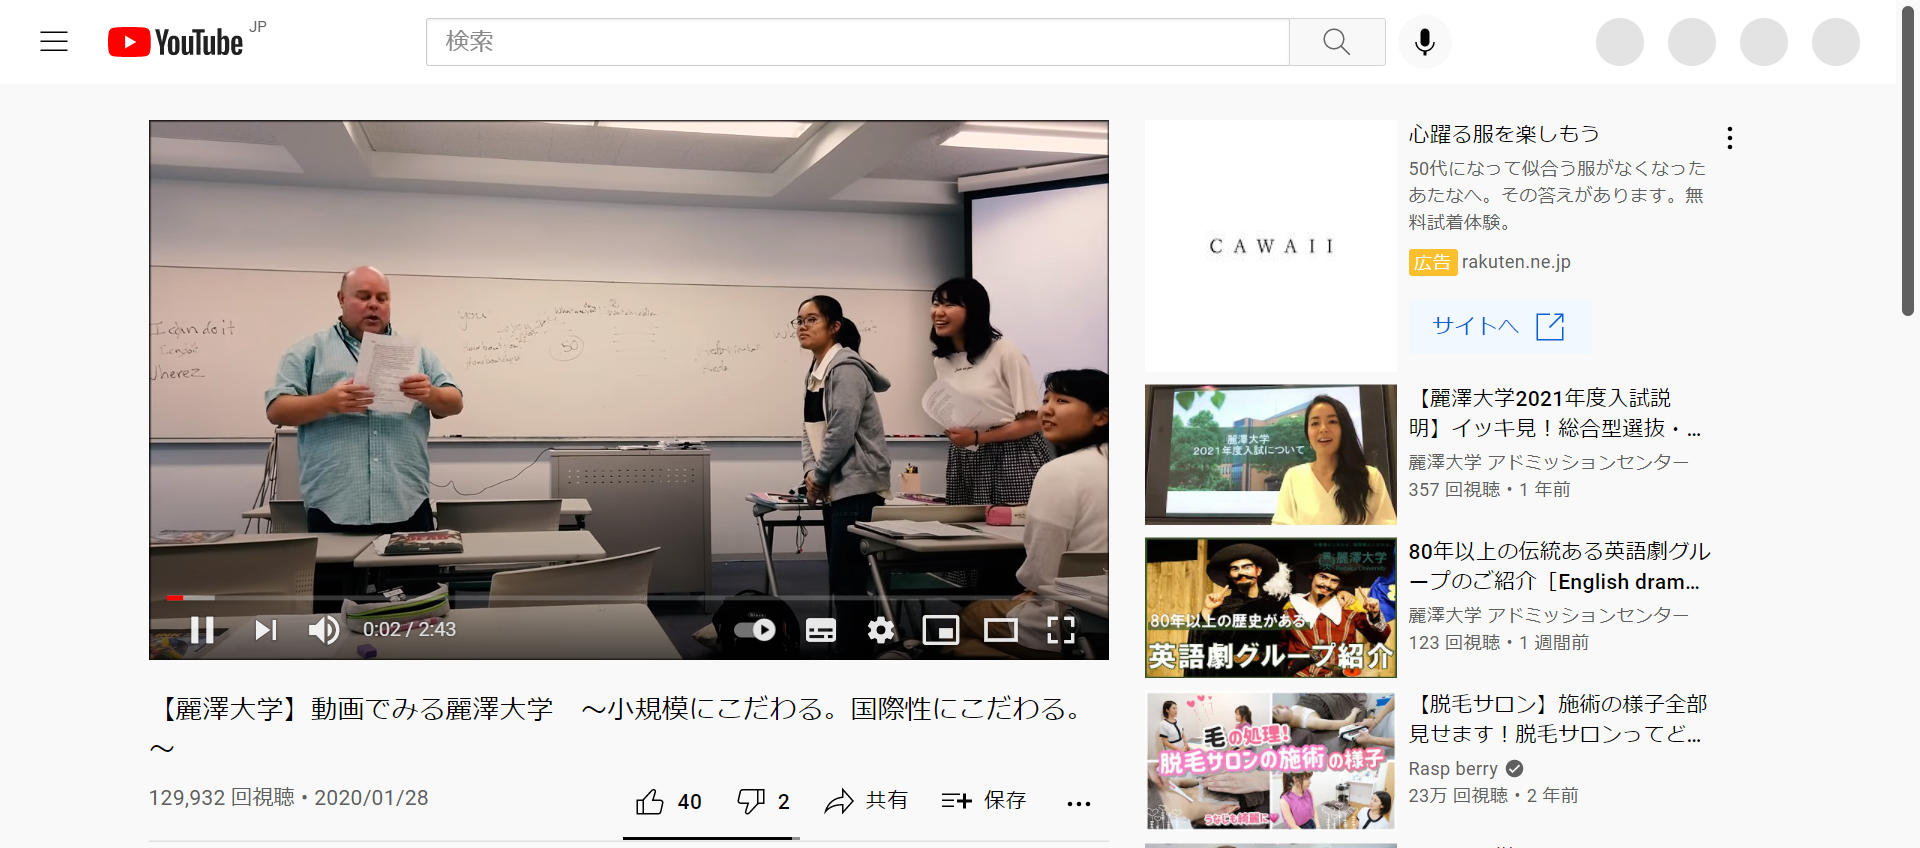 YouTube JP
検索
I can do it
you
50
0:02 / 2:43
【麗澤大学】動画でみる麗澤大学　～小規模にこだわる。国際性にこだわる。
～
129,932 回視聴・2020/01/28
40
2
共有
保存
CAWAII
心躍る服を楽しもう
50代になって似合う服がなくなった
あたなへ。その答えがあります。無
料試着体験。
広告 rakuten.ne.jp
サイトへ
麗澤大学
2021年度入試について
【麗澤大学2021年度入試説
明】イッキ見！総合型選抜・...
麗澤大学 アドミッションセンター
357 回視聴・1 年前
麗澤大学
80年以上の歴史がある
英語劇グループ紹介
80年以上の伝統ある英語劇グル
ープのご紹介［English dram...
麗澤大学 アドミッションセンター
123 回視聴・1 週間前
毛の処理!
脱毛サロンの施術の様子
うなじも綺麗に
【脱毛サロン】施術の様子全部
見せます！脱毛サロンってど...
Rasp berry
23万 回視聴・2 年前